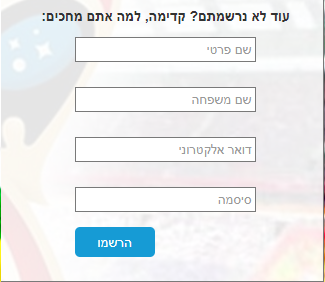 עוד לא נרשמתם? קדימה, למה אתם מחכים:
שם פרטי
שם משפחה
דואר אלקטרוני
סיסמה
הרשמו